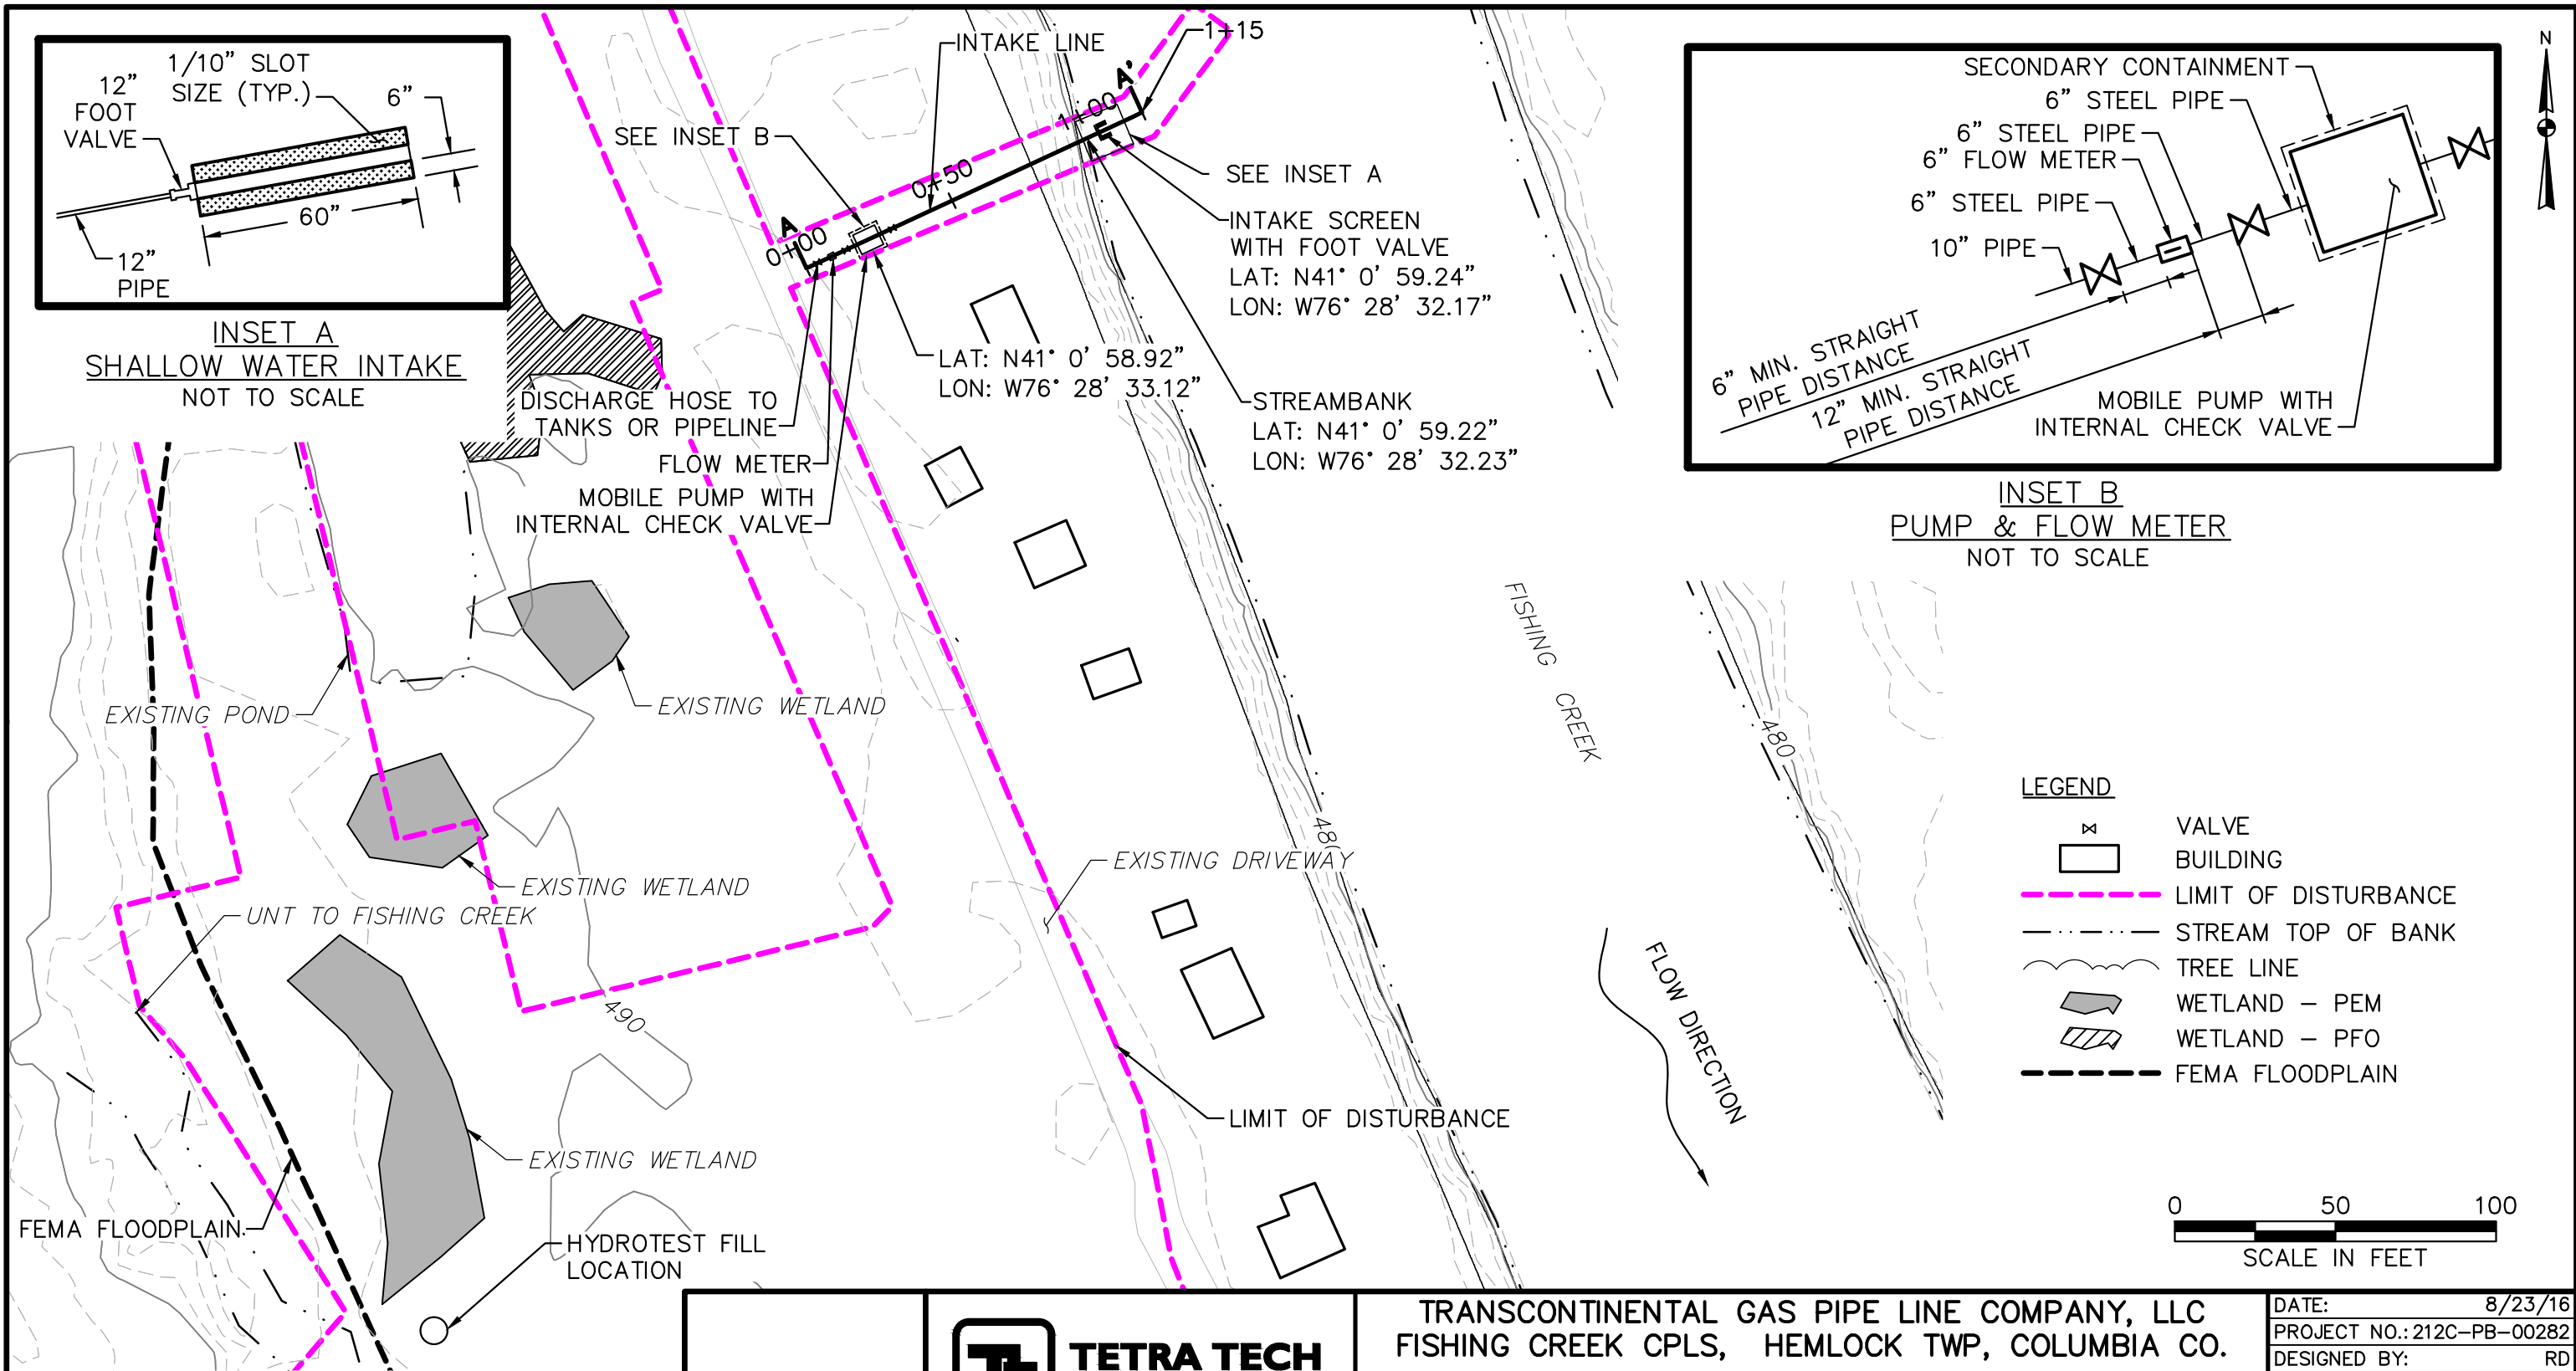 1/10" SLOT
SIZE (TYP.)
12"
FOOT
VALVE
6"
60"
12"
PIPE
INSET A
SHALLOW WATER INTAKE
NOT TO SCALE
INTAKE LINE
1+15
A'
1+00
SEE INSET B
0+50
A
0+00
SEE INSET A
INTAKE SCREEN
WITH FOOT VALVE
LAT: N41° 0' 59.24"
LON: W76° 28' 32.17"
LAT: N41° 0' 58.92"
LON: W76° 28' 33.12"
STREAMBANK
LAT: N41° 0' 59.22"
LON: W76° 28' 32.23"
DISCHARGE HOSE TO
TANKS OR PIPELINE
FLOW METER
MOBILE PUMP WITH
INTERNAL CHECK VALVE
SECONDARY CONTAINMENT
6" STEEL PIPE
6" STEEL PIPE
6" FLOW METER
6" STEEL PIPE
10" PIPE
6" MIN. STRAIGHT
PIPE DISTANCE
12" MIN. STRAIGHT
PIPE DISTANCE
MOBILE PUMP WITH
INTERNAL CHECK VALVE
INSET B
PUMP & FLOW METER
NOT TO SCALE
N
EXISTING POND
EXISTING WETLAND
EXISTING WETLAND
UNT TO FISHING CREEK
EXISTING WETLAND
490
FEMA FLOODPLAIN
HYDROTEST FILL
LOCATION
EXISTING DRIVEWAY
LIMIT OF DISTURBANCE
480
FISHING CREEK
480
FLOW DIRECTION
LEGEND
VALVE
BUILDING
LIMIT OF DISTURBANCE
STREAM TOP OF BANK
TREE LINE
WETLAND - PEM
WETLAND - PFO
FEMA FLOODPLAIN
0 50 100
SCALE IN FEET
TETRA TECH
TRANSCONTINENTAL GAS PIPE LINE COMPANY, LLC
FISHING CREEK CPLS, HEMLOCK TWP, COLUMBIA CO.
DATE: 8/23/16
PROJECT NO.: 212C-PB-00282
DESIGNED BY: RD